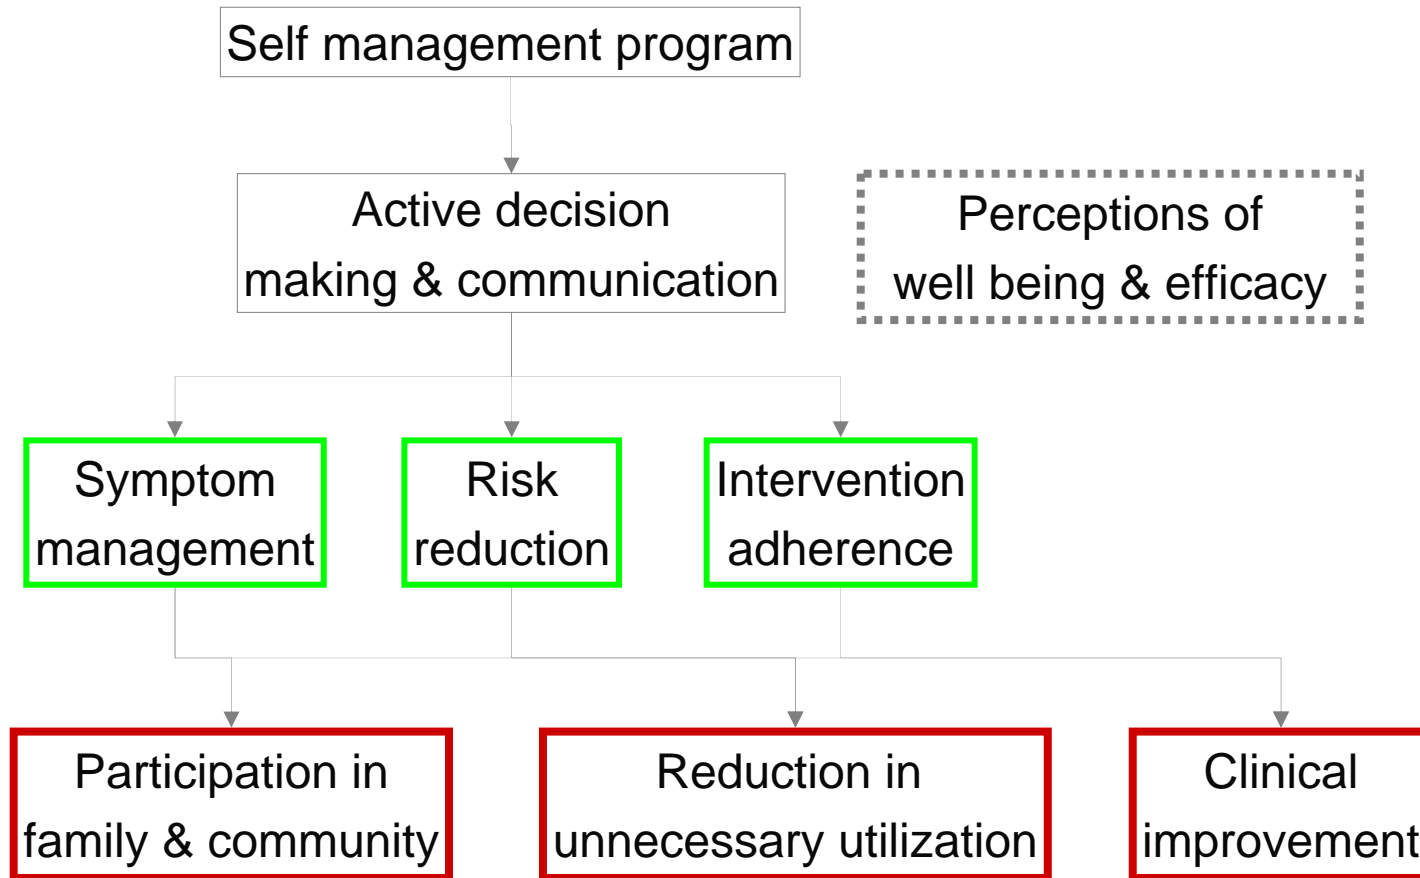 Self management program
Active decision
making & communication
Perceptions of
well being & efficacy
Symptom
management
Risk
reduction
Intervention
adherence
Participation in
family & community
Reduction in
unnecessary utilization
Clinical
improvement